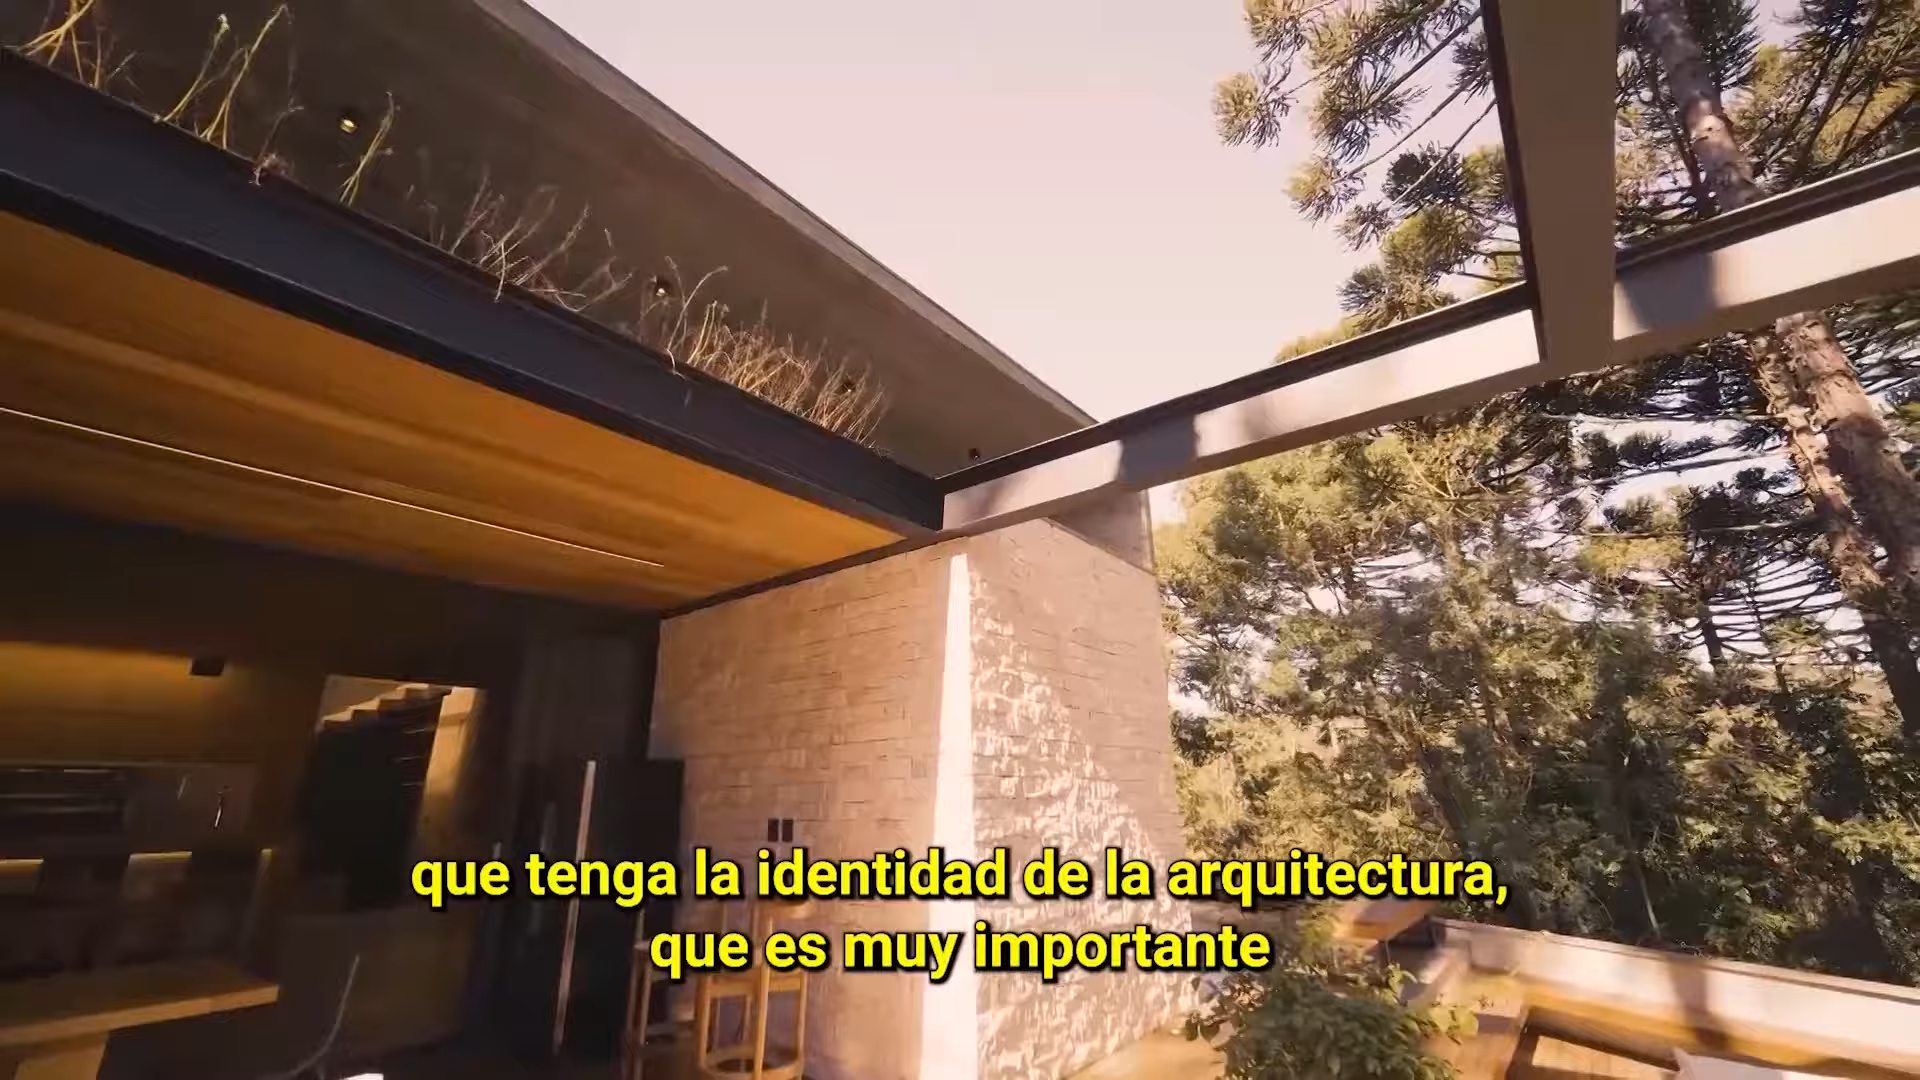 que tenga la identidad de la arquitectura,
que es muy importante